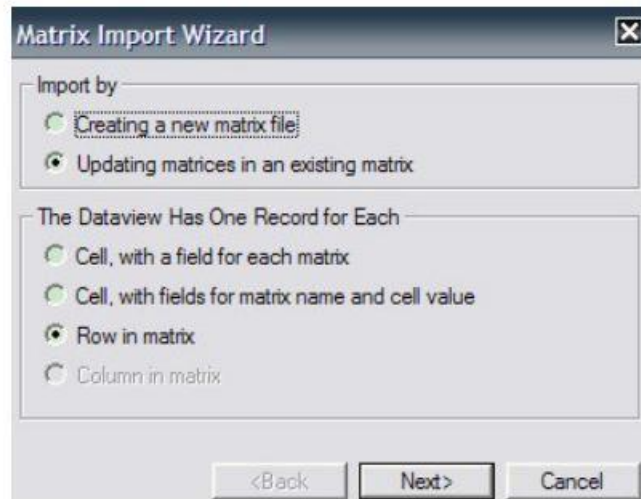 Matrix Import Wizard
Import by
Creating a new matrix file
Updating matrices in an existing matrix
The Dataview Has One Record for Each
Cell, with a field for each matrix
Cell, with fields for matrix name and cell value
Row in matrix
Column in matrix
<Back Next> Cancel